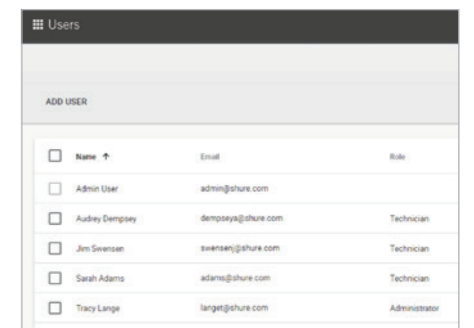 Users
ADD USER
Name ↑ Email Role
Admin User admin@shure.com
Audrey Dempsey dempseya@shure.com Technician
Jim Swensen swensenj@shure.com Technician
Sarah Adams adams@shure.com Technician
Tracy Lange langet@shure.com Administrator